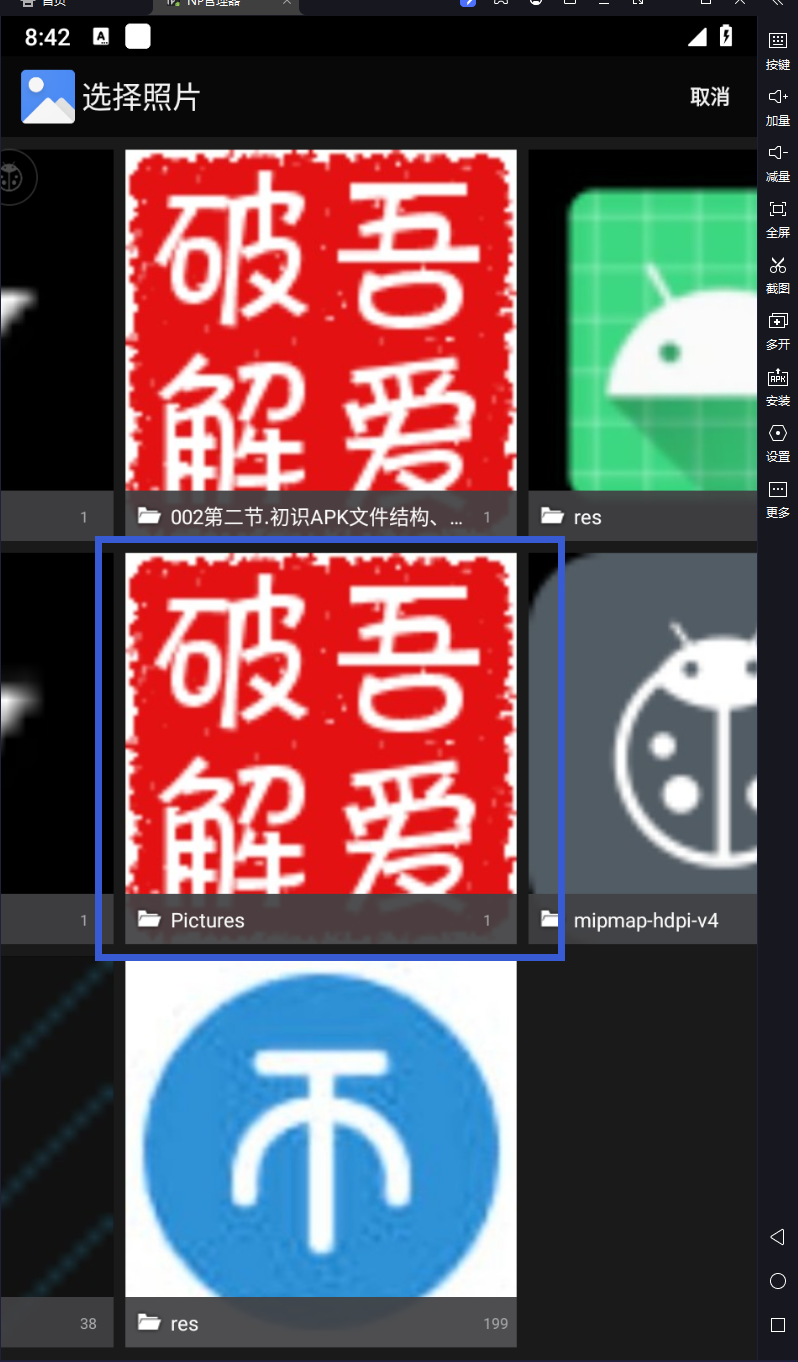 首页
NP管理器
8:42
A
选择照片
取消
按键
加量
减量
全屏
截图
多开
APK
安装
设置
更多
破吾
解爱
1
002第二节.初识APK文件结构、...
1
res
破吾
解爱
1
Pictures
1
mipmap-hdpi-v4
38
res
199